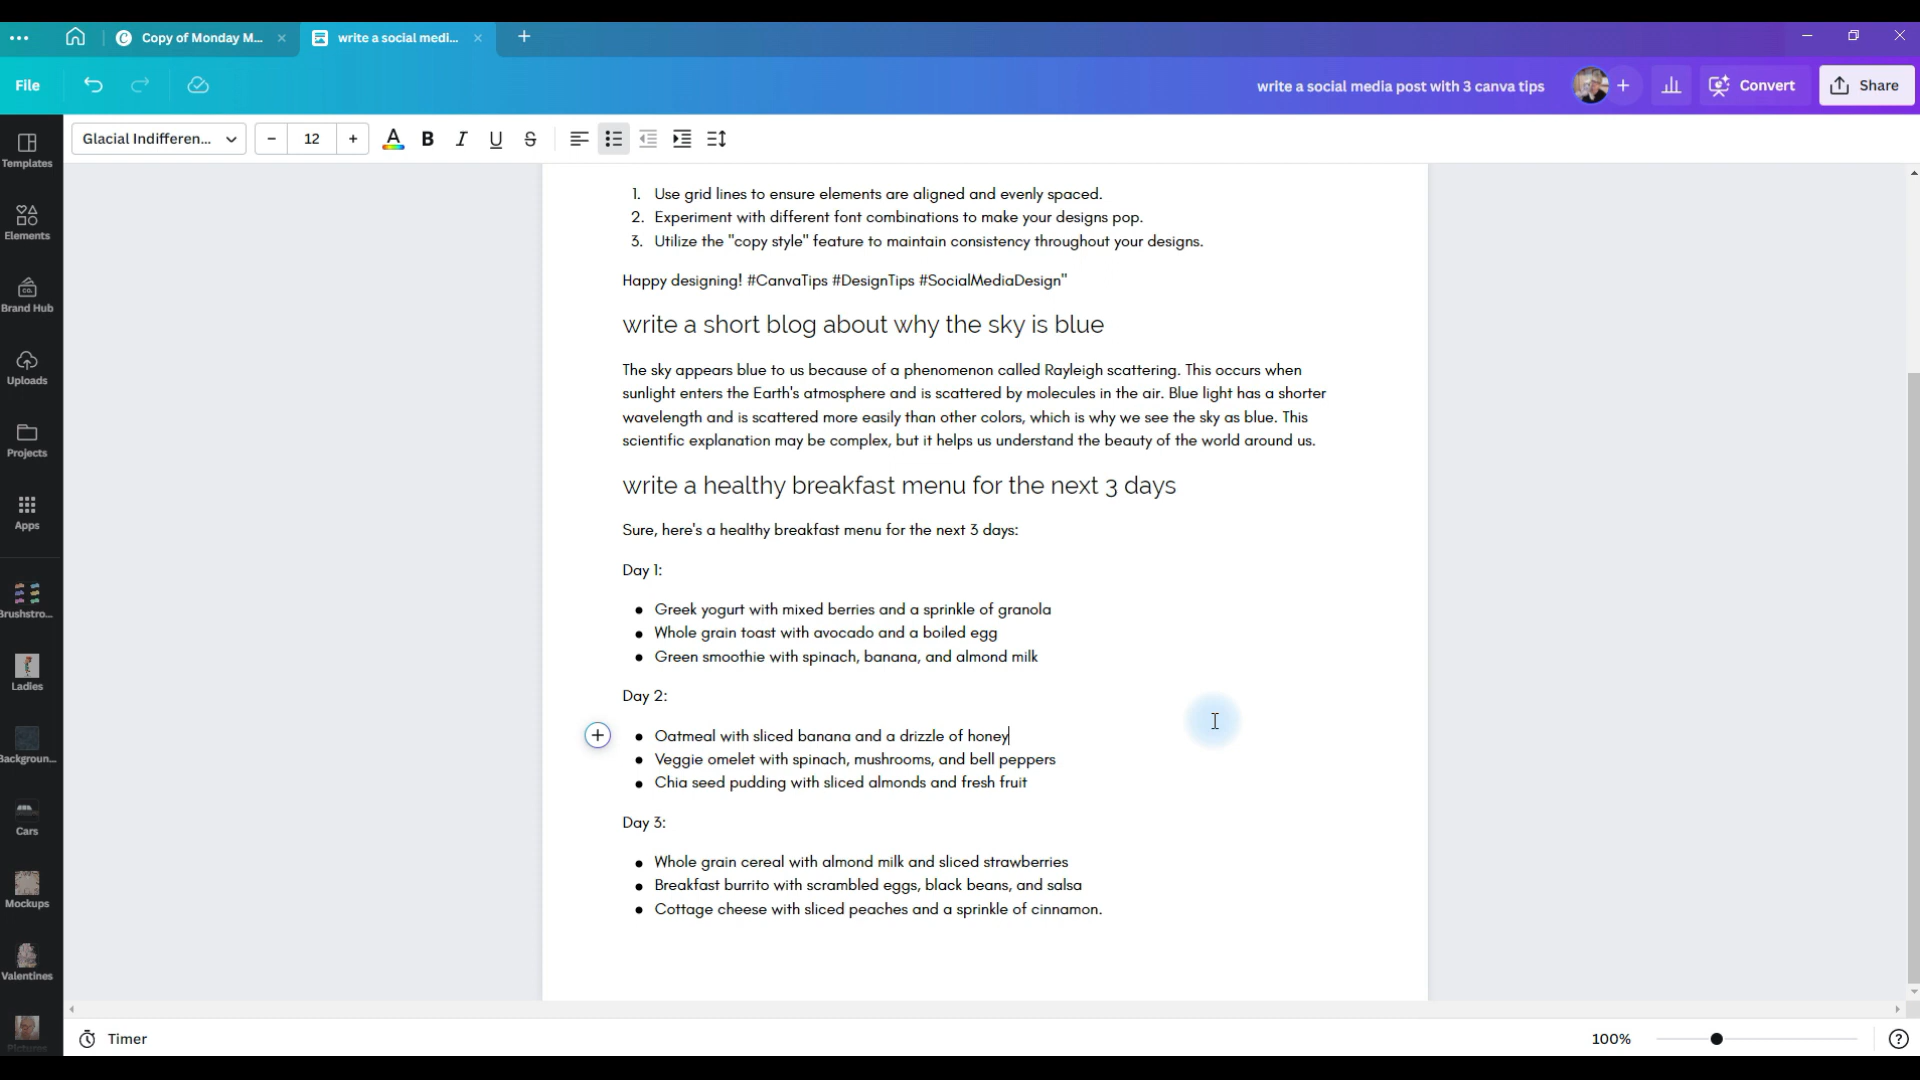 Copy of Monday M...
write a social medi...
File
write a social media post with 3 canva tips
Convert
Share
Glacial Indifferen...
12
Templates
Elements
Brand Hub
Uploads
Projects
Apps
Brushstro...
Ladies
Backgroun...
Cars
Mockups
Valentines
Pictures
1. Use grid lines to ensure elements are aligned and evenly spaced.
2. Experiment with different font combinations to make your designs pop.
3. Utilize the "copy style" feature to maintain consistency throughout your designs.
Happy designing! #CanvaTips #DesignTips #SocialMediaDesign"
write a short blog about why the sky is blue
The sky appears blue to us because of a phenomenon called Rayleigh scattering. This occurs when
sunlight enters the Earth's atmosphere and is scattered by molecules in the air. Blue light has a shorter
wavelength and is scattered more easily than other colors, which is why we see the sky as blue. This
scientific explanation may be complex, but it helps us understand the beauty of the world around us.
write a healthy breakfast menu for the next 3 days
Sure, here's a healthy breakfast menu for the next 3 days:
Day 1:
• Greek yogurt with mixed berries and a sprinkle of granola
• Whole grain toast with avocado and a boiled egg
• Green smoothie with spinach, banana, and almond milk
Day 2:
• Oatmeal with sliced banana and a drizzle of honey
• Veggie omelet with spinach, mushrooms, and bell peppers
• Chia seed pudding with sliced almonds and fresh fruit
Day 3:
• Whole grain cereal with almond milk and sliced strawberries
• Breakfast burrito with scrambled eggs, black beans, and salsa
• Cottage cheese with sliced peaches and a sprinkle of cinnamon.
Timer
100%